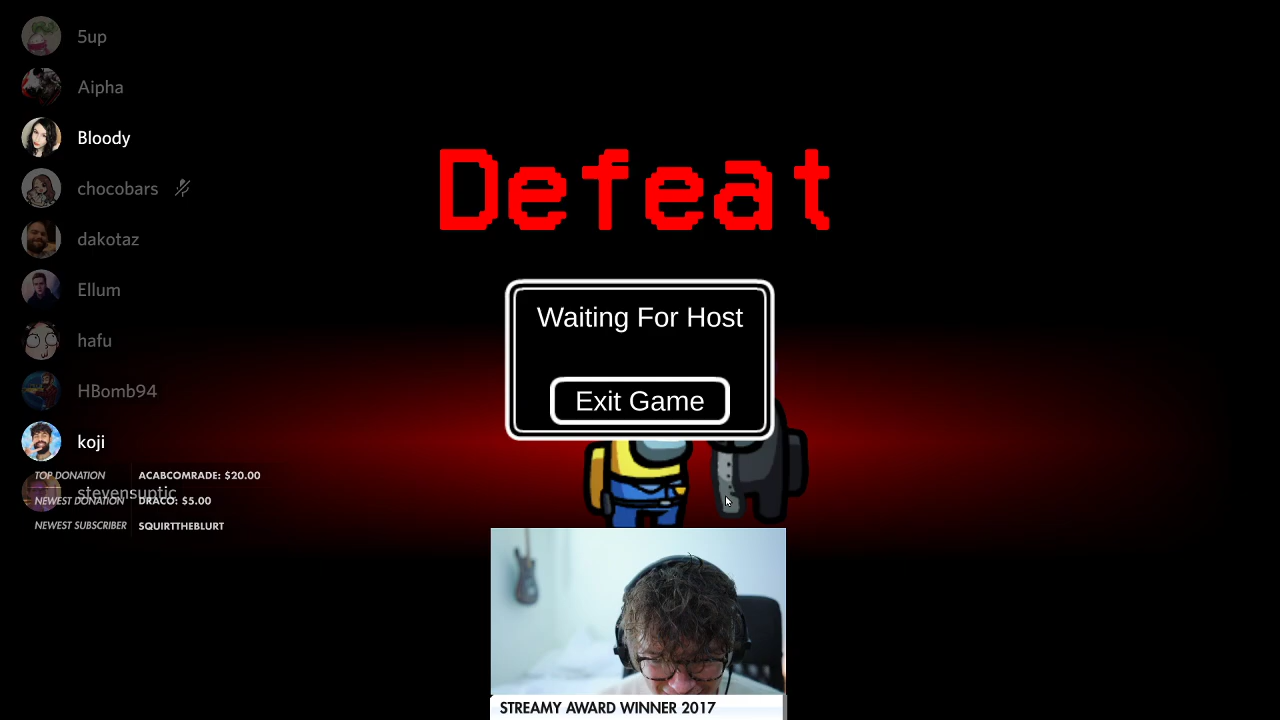 5up
Aipha
Bloody
chocobars
dakotaz
Ellum
hafu
HBomb94
koji
stevensuptic
TOP DONATION ACABCOMRADE: $20.00
NEWEST DONATION DRACO: $5.00
NEWEST SUBSCRIBER SQUIRTTHEBLURT
Defeat
Waiting For Host
Exit Game
STREAMY AWARD WINNER 2017